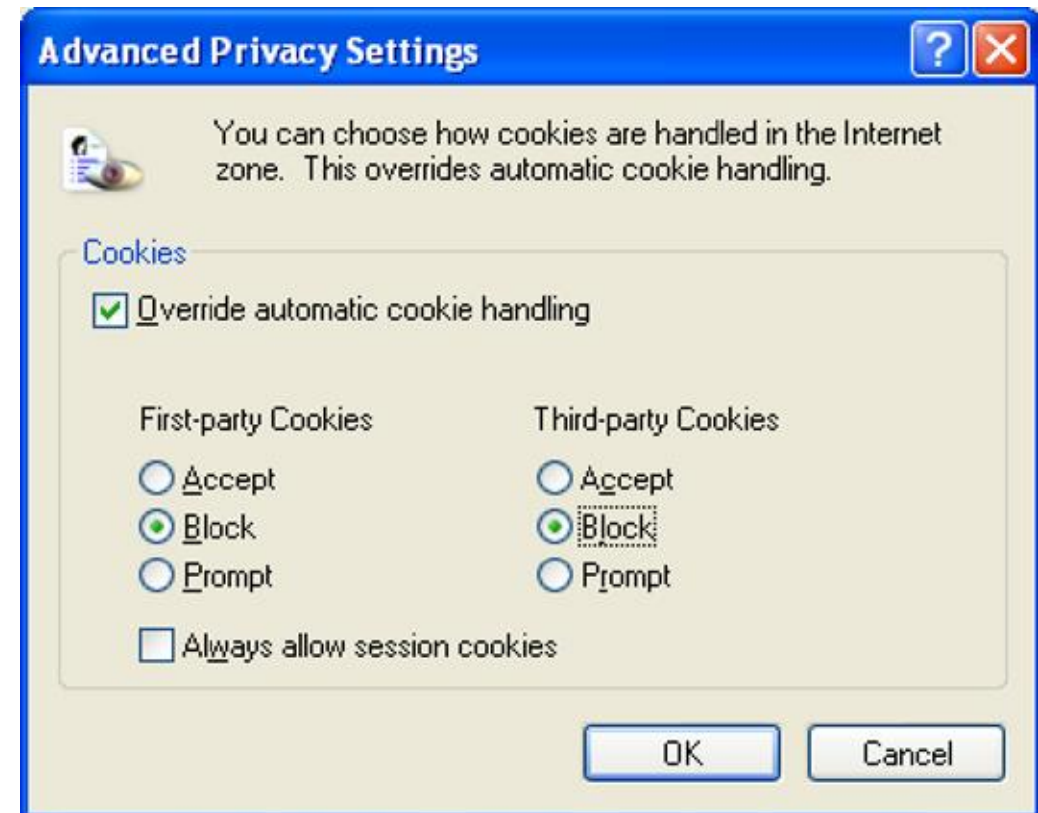 Advanced Privacy Settings
You can choose how cookies are handled in the Internet
zone. This overrides automatic cookie handling.
Cookies
Override automatic cookie handling
First-party Cookies Third-party Cookies
Accept Accept
Block Block
Prompt Prompt
Always allow session cookies
OK Cancel